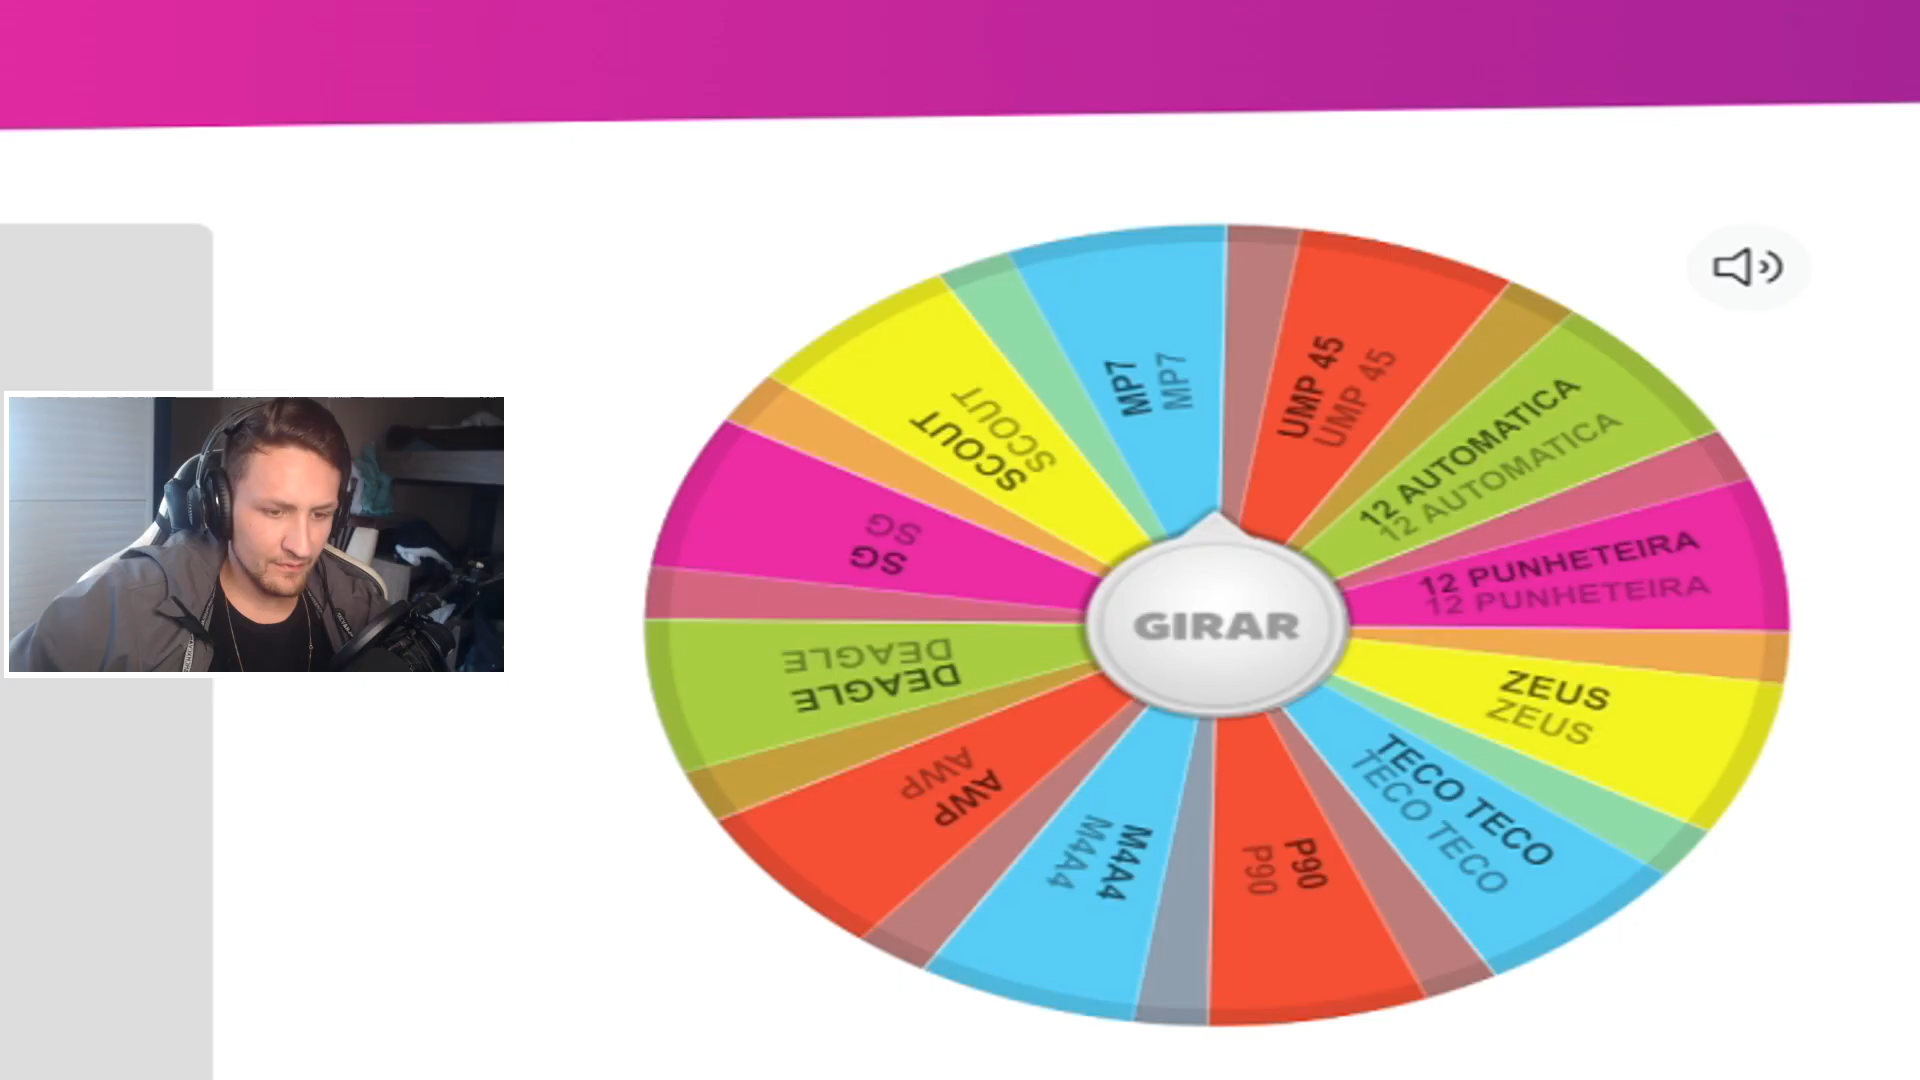 MP7
MP7
UMP 45
UMP 45
12 AUTOMATICA
12 AUTOMATICA
12 PUNHETEIRA
12 PUNHETEIRA
ZEUS
ZEUS
TECO TECO
TECO TECO
P90
P90
M4A4
M4A4
AWP
AWP
DEAGLE
DEAGLE
SG
SG
SCOUT
SCOUT
GIRAR